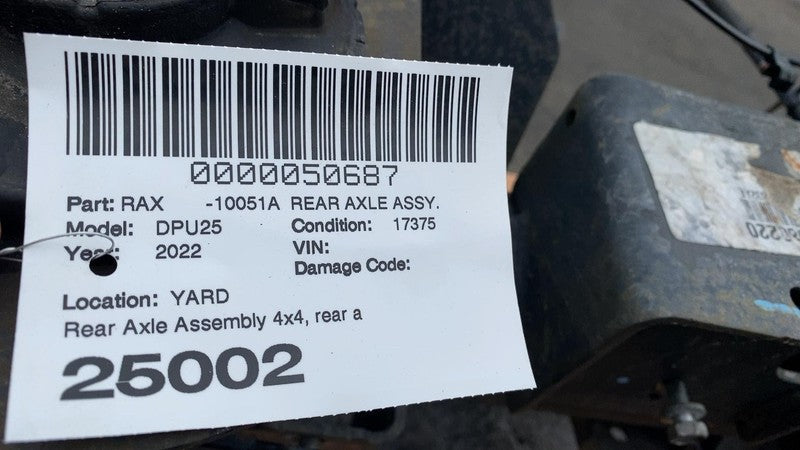 0000050687
Part: RAX -10051A REAR AXLE ASSY.
Model: DPU25 Condition: 17375
Year: 2022 VIN:
Damage Code:
Location: YARD
Rear Axle Assembly 4x4, rear a
25002